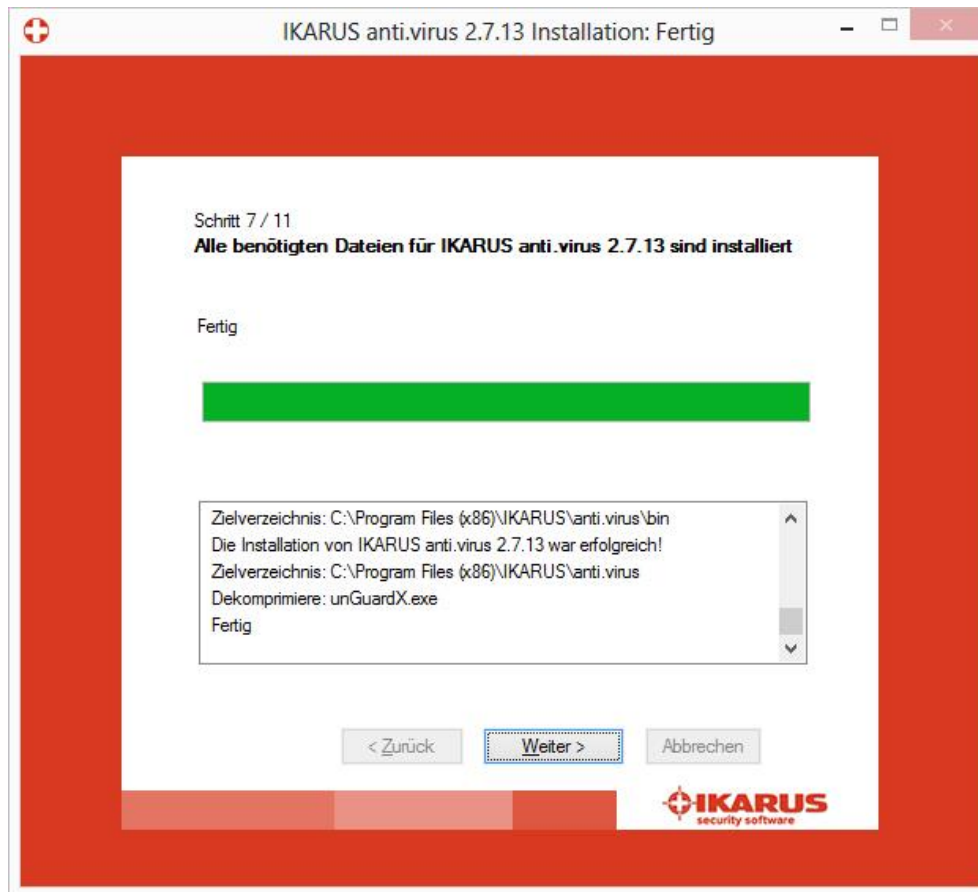 IKARUS anti.virus 2.7.13 Installation: Fertig
Schritt 7 / 11
Alle benötigten Dateien für IKARUS anti.virus 2.7.13 sind installiert
Fertig
Zielverzeichnis: C:\Program Files (x86)\IKARUS\anti.virus\bin
Die Installation von IKARUS anti.virus 2.7.13 war erfolgreich!
Zielverzeichnis: C:\Program Files (x86)\IKARUS\anti.virus
Dekomprimiere: unGuardX.exe
Fertig
< Zurück Weiter > Abbrechen
IKARUS
security software